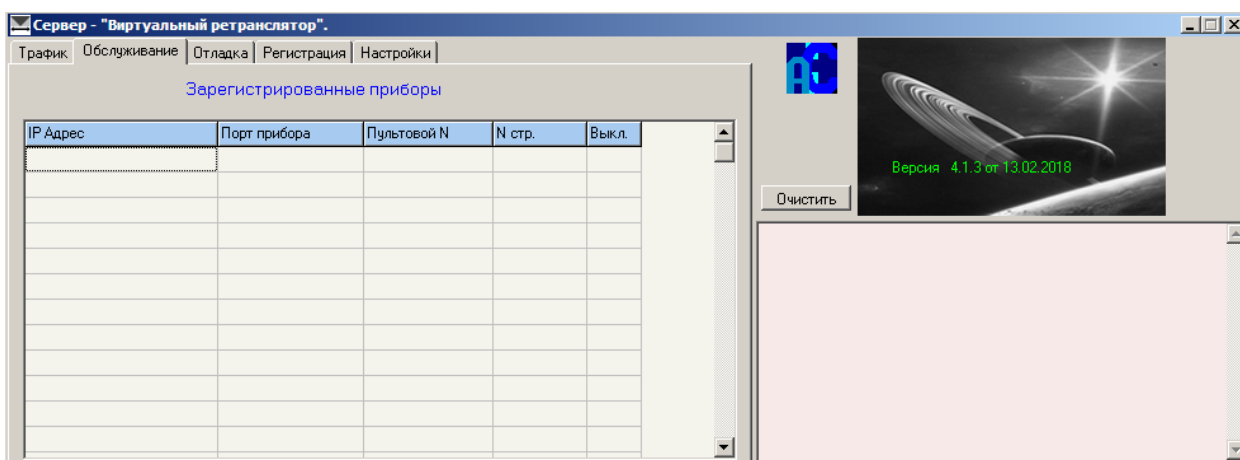 Сервер - "Виртуальный ретранслятор".
Трафик Обслуживание Отладка Регистрация Настройки
Зарегистрированные приборы
IP Адрес Порт прибора Пультовой N N стр. Выкл.
Версия 4.1.3 от 13.02.2018
Очистить